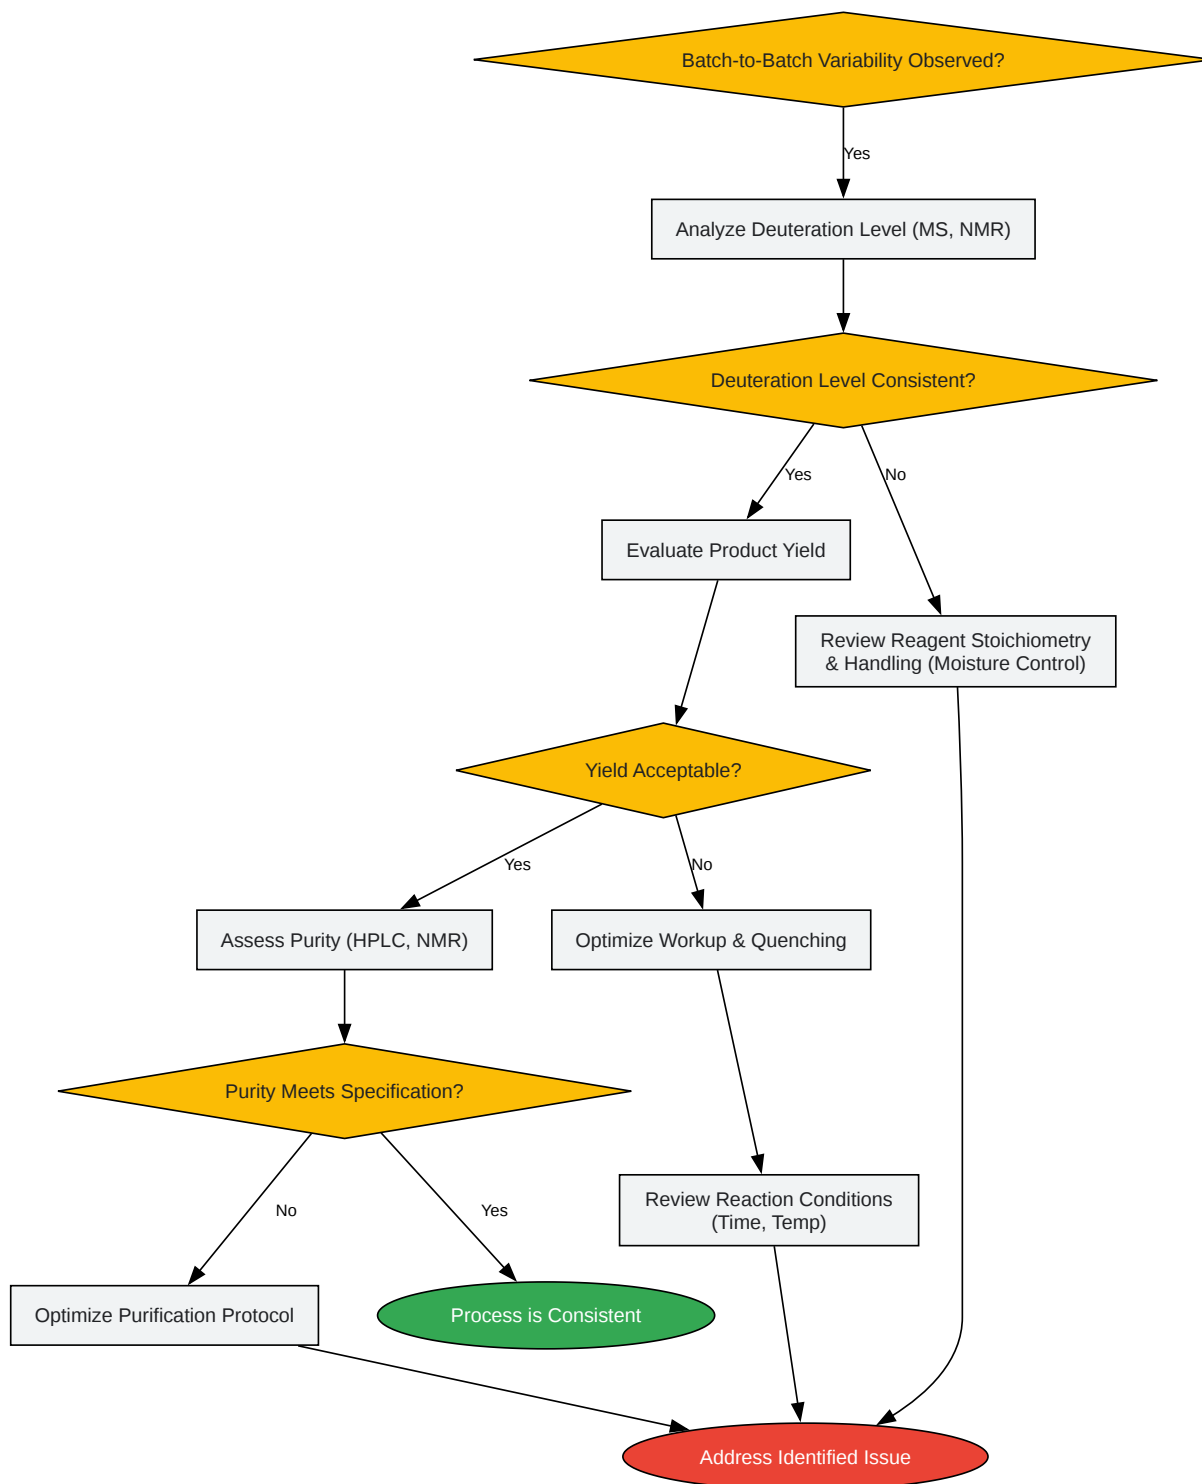 Batch-to-Batch Variability Observed?
Yes
Analyze Deuteration Level (MS, NMR)
Deuteration Level Consistent?
Yes
No
Evaluate Product Yield
Review Reagent Stoichiometry
& Handling (Moisture Control)
Yield Acceptable?
Yes
No
Assess Purity (HPLC, NMR)
Optimize Workup & Quenching
Purity Meets Specification?
Review Reaction Conditions
(Time, Temp)
No
Yes
Optimize Purification Protocol
Process is Consistent
Address Identified Issue